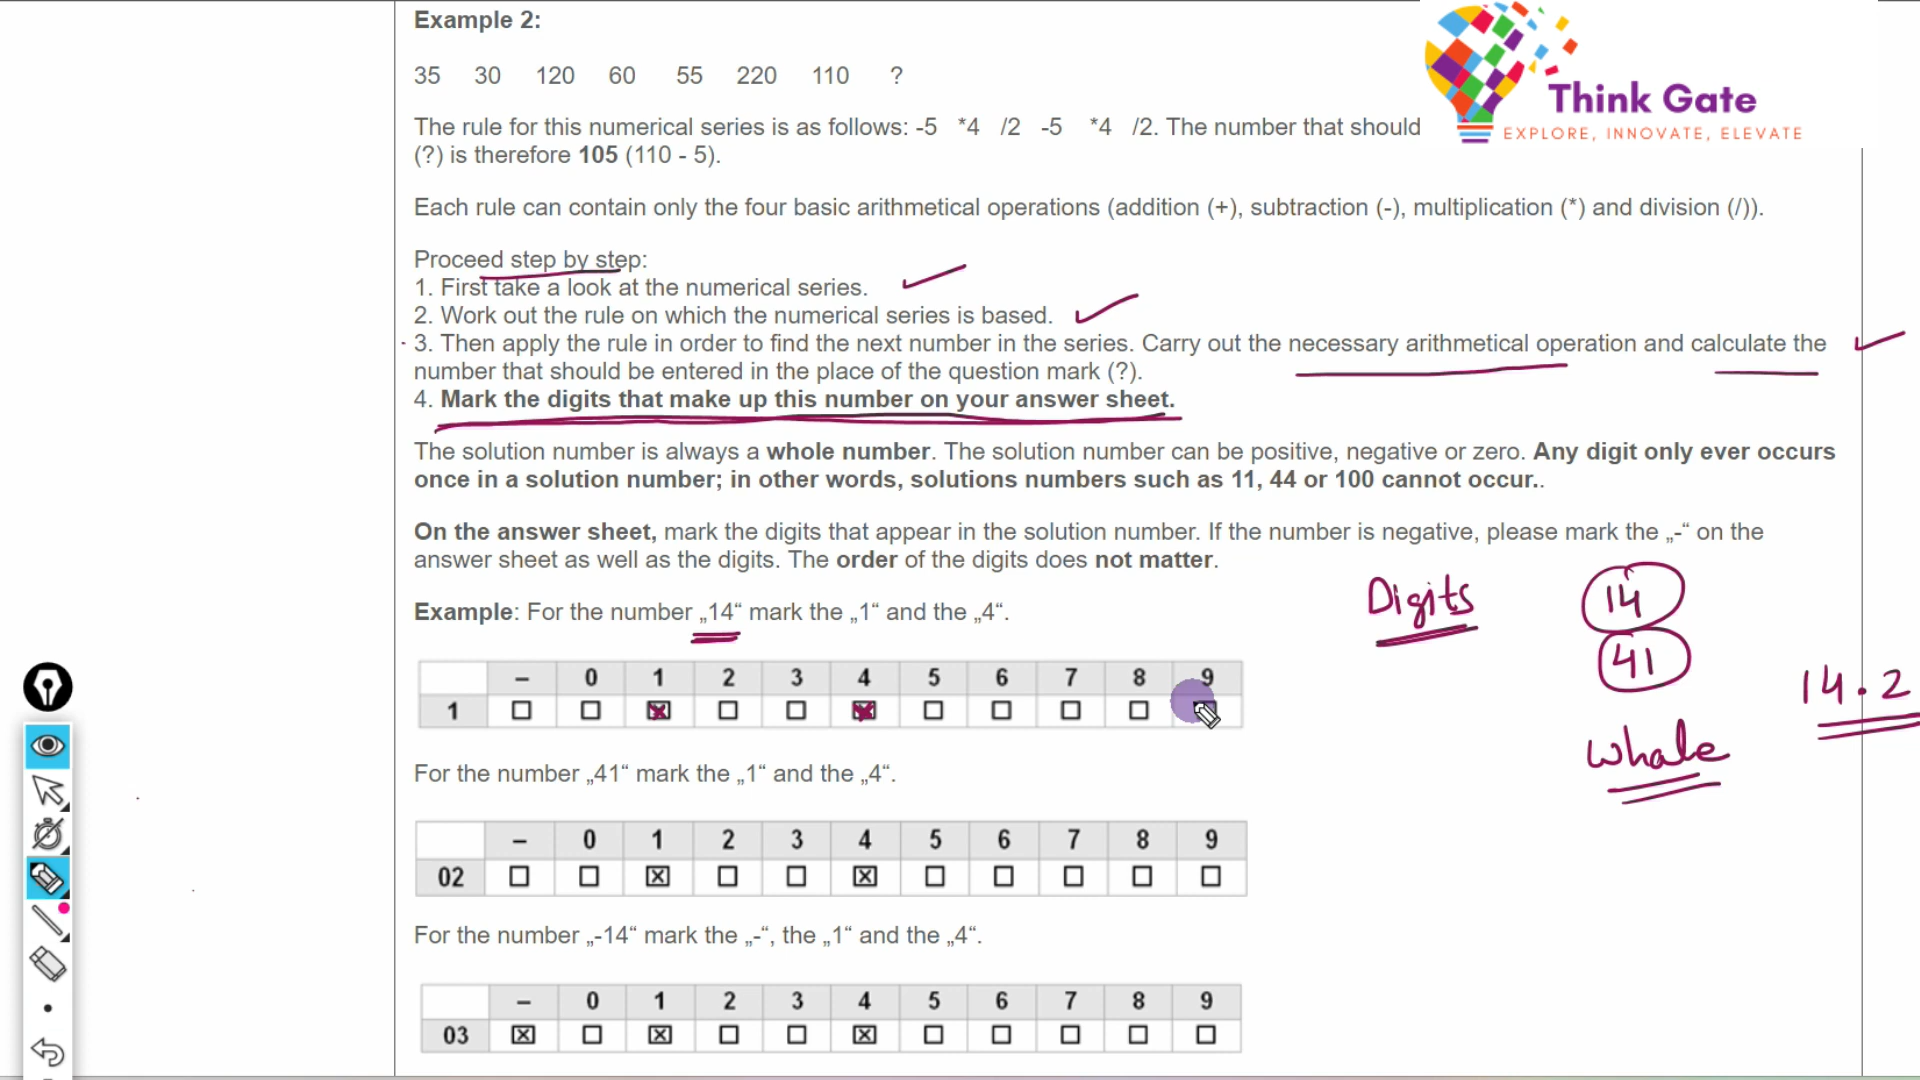 Example 2:
35 30 120 60 55 220 110 ?
The rule for this numerical series is as follows: -5 *4 /2 -5 *4 /2. The number that should
(?) is therefore 105 (110 - 5).
Think Gate
EXPLORE, INNOVATE, ELEVATE
Each rule can contain only the four basic arithmetical operations (addition (+), subtraction (-), multiplication (*) and division (/)).
Proceed step by step:
1. First take a look at the numerical series.
2. Work out the rule on which the numerical series is based.
3. Then apply the rule in order to find the next number in the series. Carry out the necessary arithmetical operation and calculate the
number that should be entered in the place of the question mark (?).
4. Mark the digits that make up this number on your answer sheet.
The solution number is always a whole number. The solution number can be positive, negative or zero. Any digit only ever occurs
once in a solution number; in other words, solutions numbers such as 11, 44 or 100 cannot occur..
On the answer sheet, mark the digits that appear in the solution number. If the number is negative, please mark the „-“ on the
answer sheet as well as the digits. The order of the digits does not matter.
Example: For the number „14“ mark the „1“ and the „4“.
Digits
14
41
14.2
whole
– 0 1 2 3 4 5 6 7 8 9
1
For the number „41“ mark the „1“ and the „4“.
– 0 1 2 3 4 5 6 7 8 9
02
For the number „-14“ mark the „-“, the „1“ and the „4“.
– 0 1 2 3 4 5 6 7 8 9
03